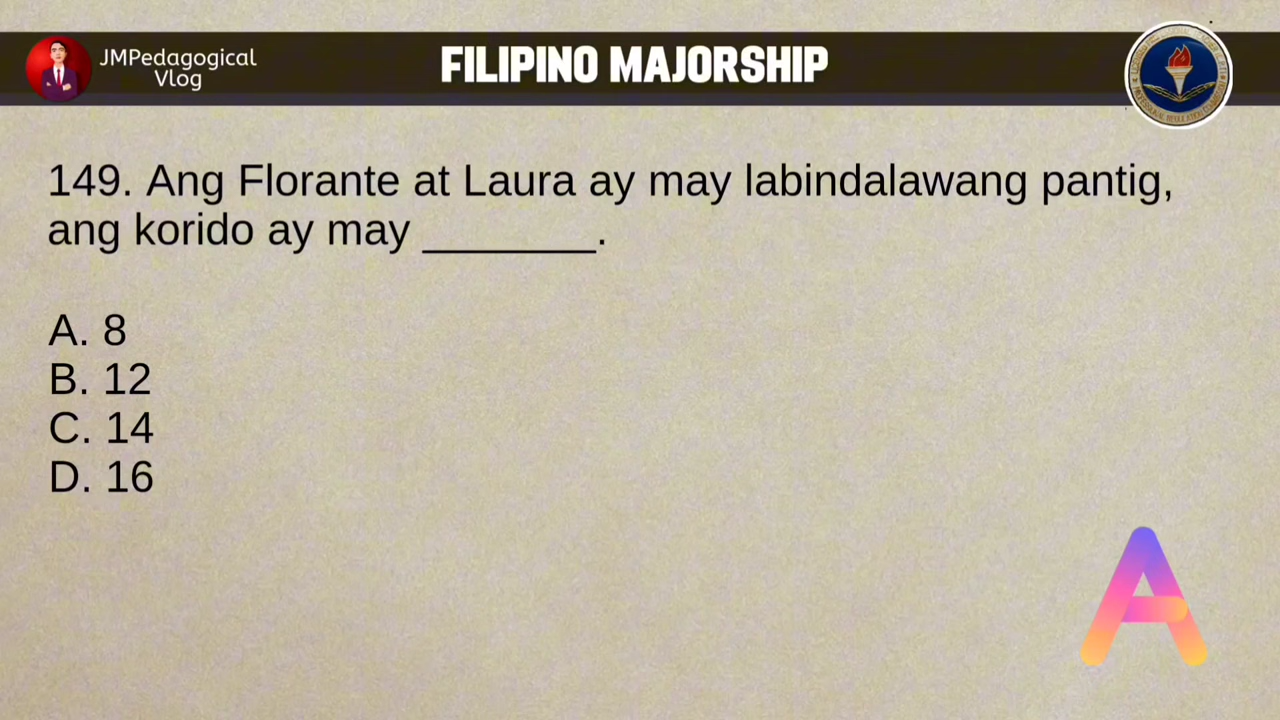 JMPedagogical
Vlog
FILIPINO MAJORSHIP
149. Ang Florante at Laura ay may labindalawang pantig,
ang korido ay may _______.
A. 8
B. 12
C. 14
D. 16
A